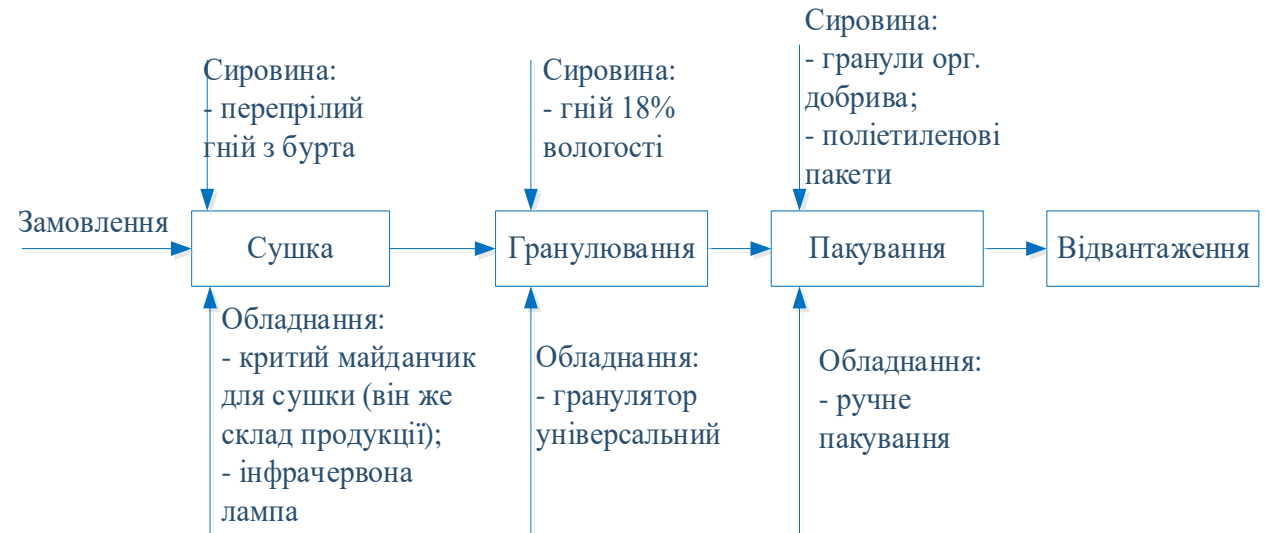 Сировина:
- перепрілий
гній з бурта
Сировина:
- гній 18%
вологості
Сировина:
- гранули орг.
добрива;
- поліетиленові
пакети
Замовлення
Сушка
Гранулювання
Пакування
Відвантаження
Обладнання:
- критий майданчик
для сушки (він же
склад продукції);
- інфрачервона
лампа
Обладнання:
- гранулятор
універсальний
Обладнання:
- ручне
пакування